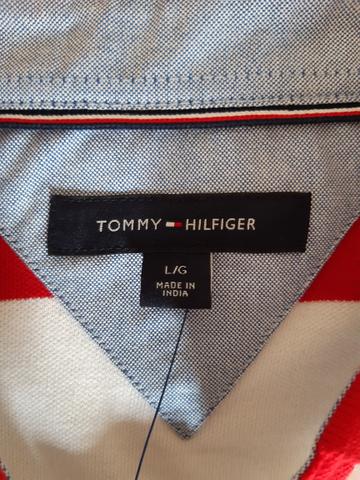 TOMMY HILFIGER
L/G
MADE IN
INDIA